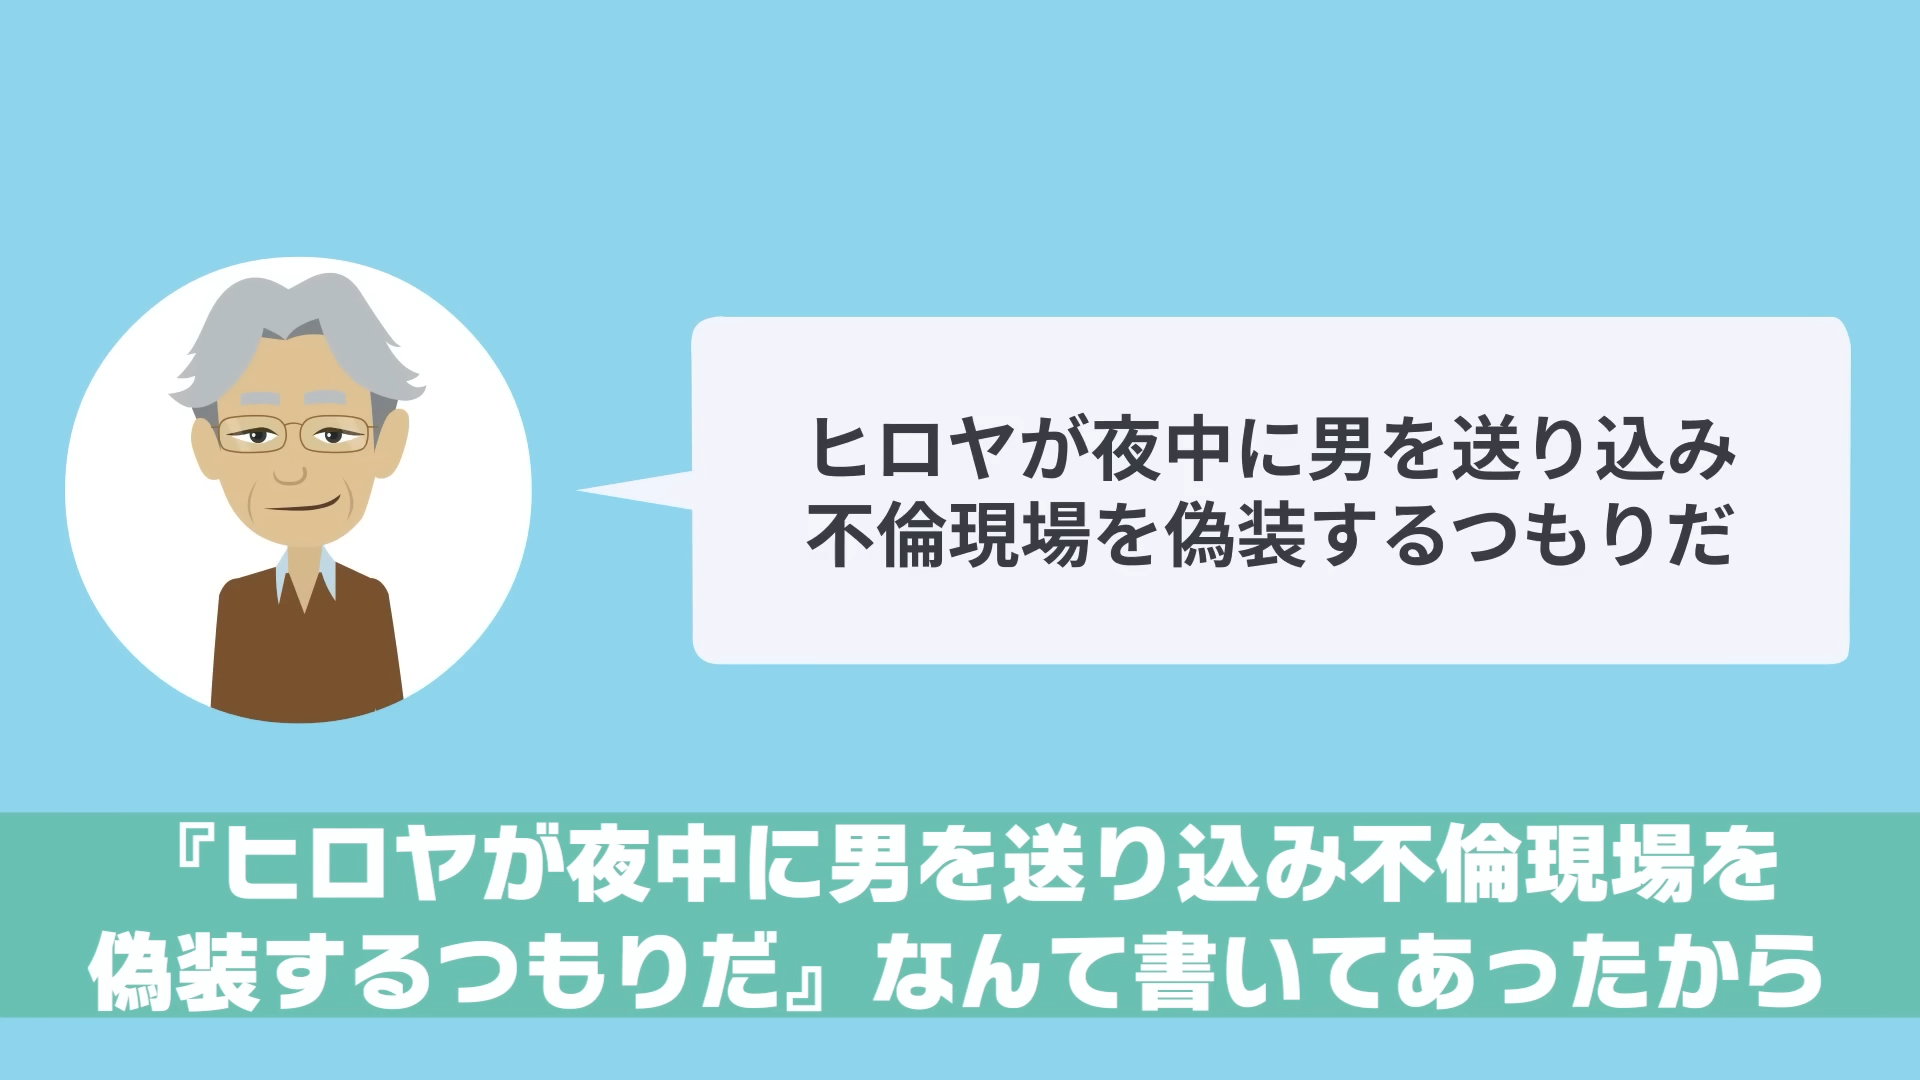 ヒロヤが夜中に男を送り込み
不倫現場を偽装するつもりだ
『ヒロヤが夜中に男を送り込み不倫現場を
偽装するつもりだ』なんて書いてあったから